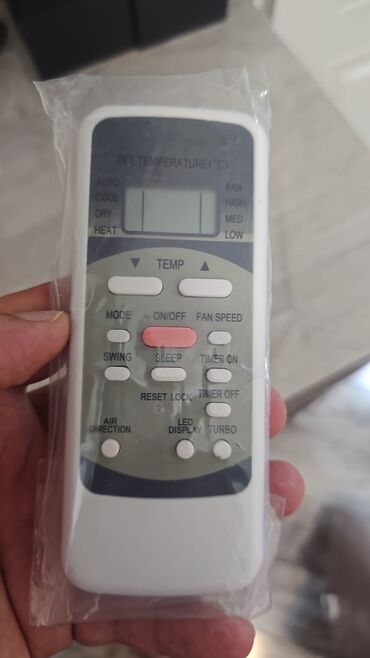 SET TEMPERATURE(°C)
AUTO
COOL
DRY
HEAT
FAN
HIGH
MED
LOW
▼ TEMP ▲
MODE ON/OFF FAN SPEED
SWING SLEEP TIMER ON
RESET LOCK TIMER OFF
AIR DIRECTION
LED DISPLAY
TURBO